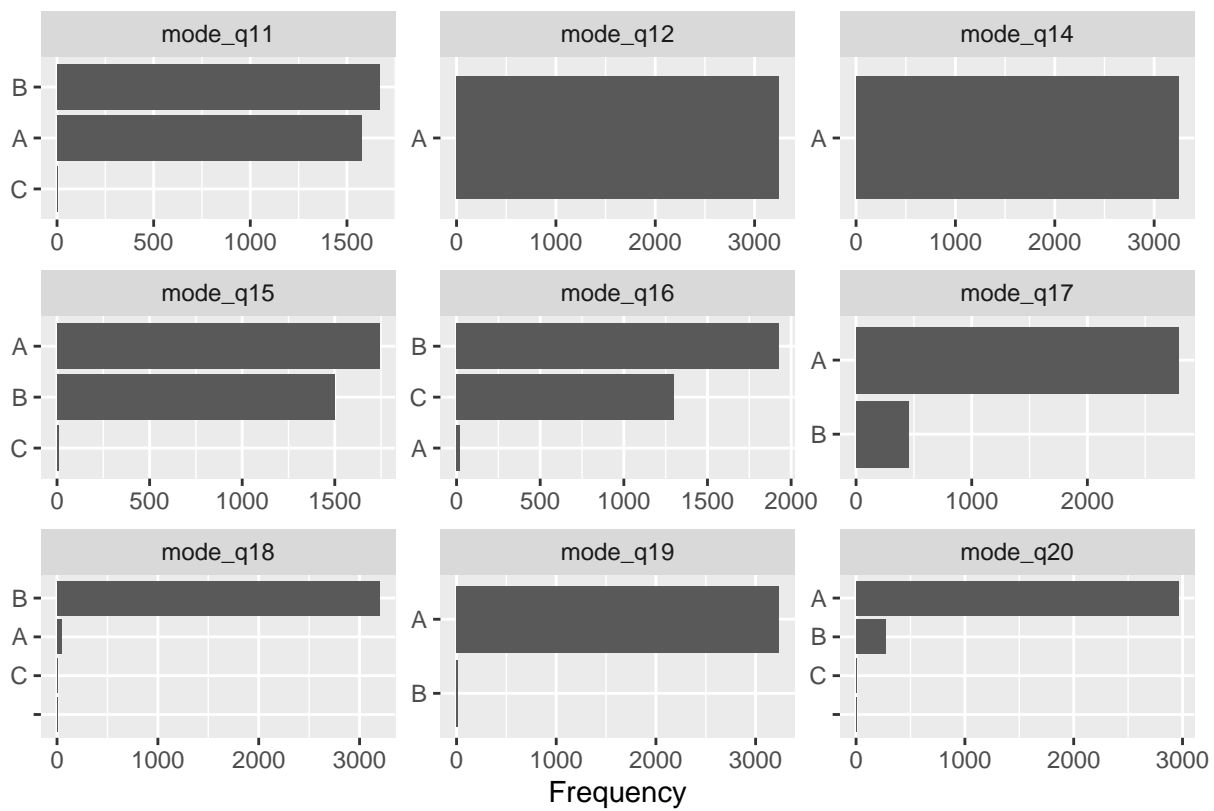 mode_q11 mode_q12 mode_q14
B
A
C
A
A
0 500 1000 1500
0 1000 2000 3000
0 1000 2000 3000
mode_q15 mode_q16 mode_q17
A
B
C
B
C
A
A
B
0 500 1000 1500
0 500 1000 1500 2000
0 1000 2000
mode_q18 mode_q19 mode_q20
B
A
C
A
B
A
B
C
0 1000 2000 3000
0 1000 2000 3000
0 1000 2000 3000
Frequency